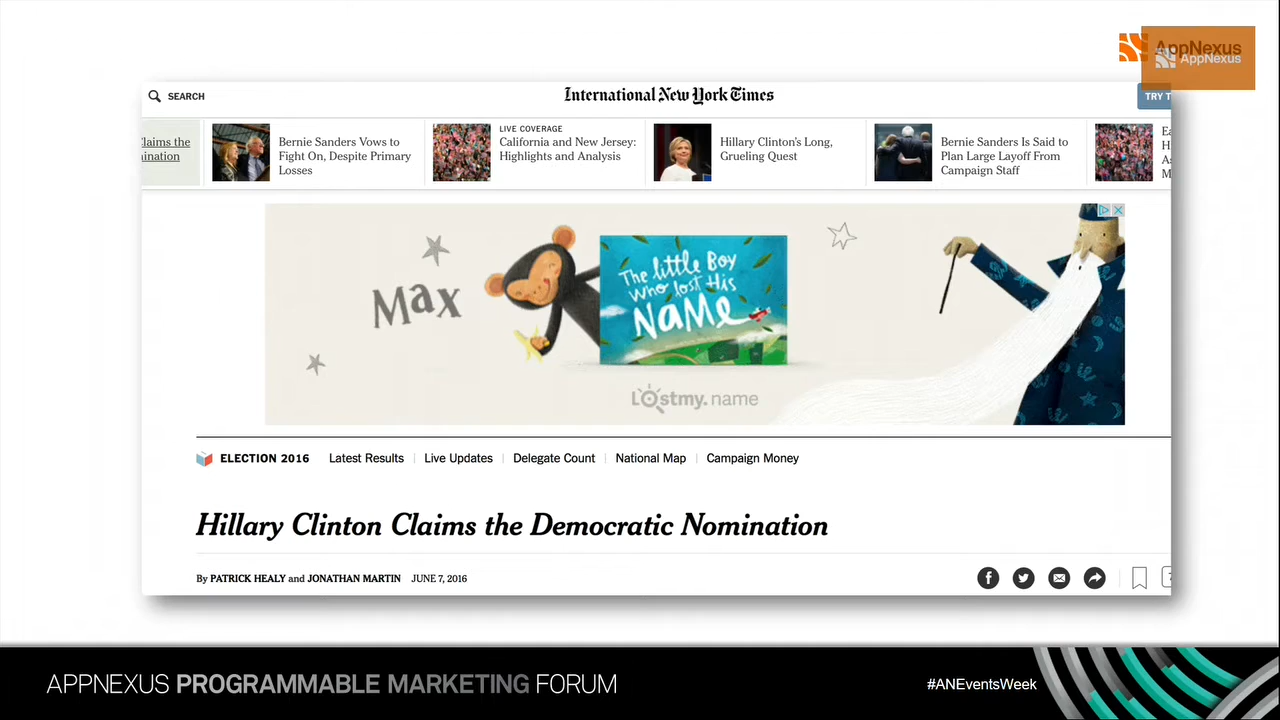 AppNexus
AppNexus
SEARCH
International New York Times
TRY T
laims the
ination
Bernie Sanders Vows to
Fight On, Despite Primary
Losses
LIVE COVERAGE
California and New Jersey:
Highlights and Analysis
Hillary Clinton's Long,
Grueling Quest
Bernie Sanders Is Said to
Plan Large Layoff From
Campaign Staff
Ea
H
A
M
Max
The little Boy
Who lost His
NaMe
Lostmy.name
ELECTION 2016
Latest Results
Live Updates
Delegate Count
National Map
Campaign Money
Hillary Clinton Claims the Democratic Nomination
By PATRICK HEALY and JONATHAN MARTIN JUNE 7, 2016
APPNEXUS PROGRAMMABLE MARKETING FORUM
#ANEventsWeek